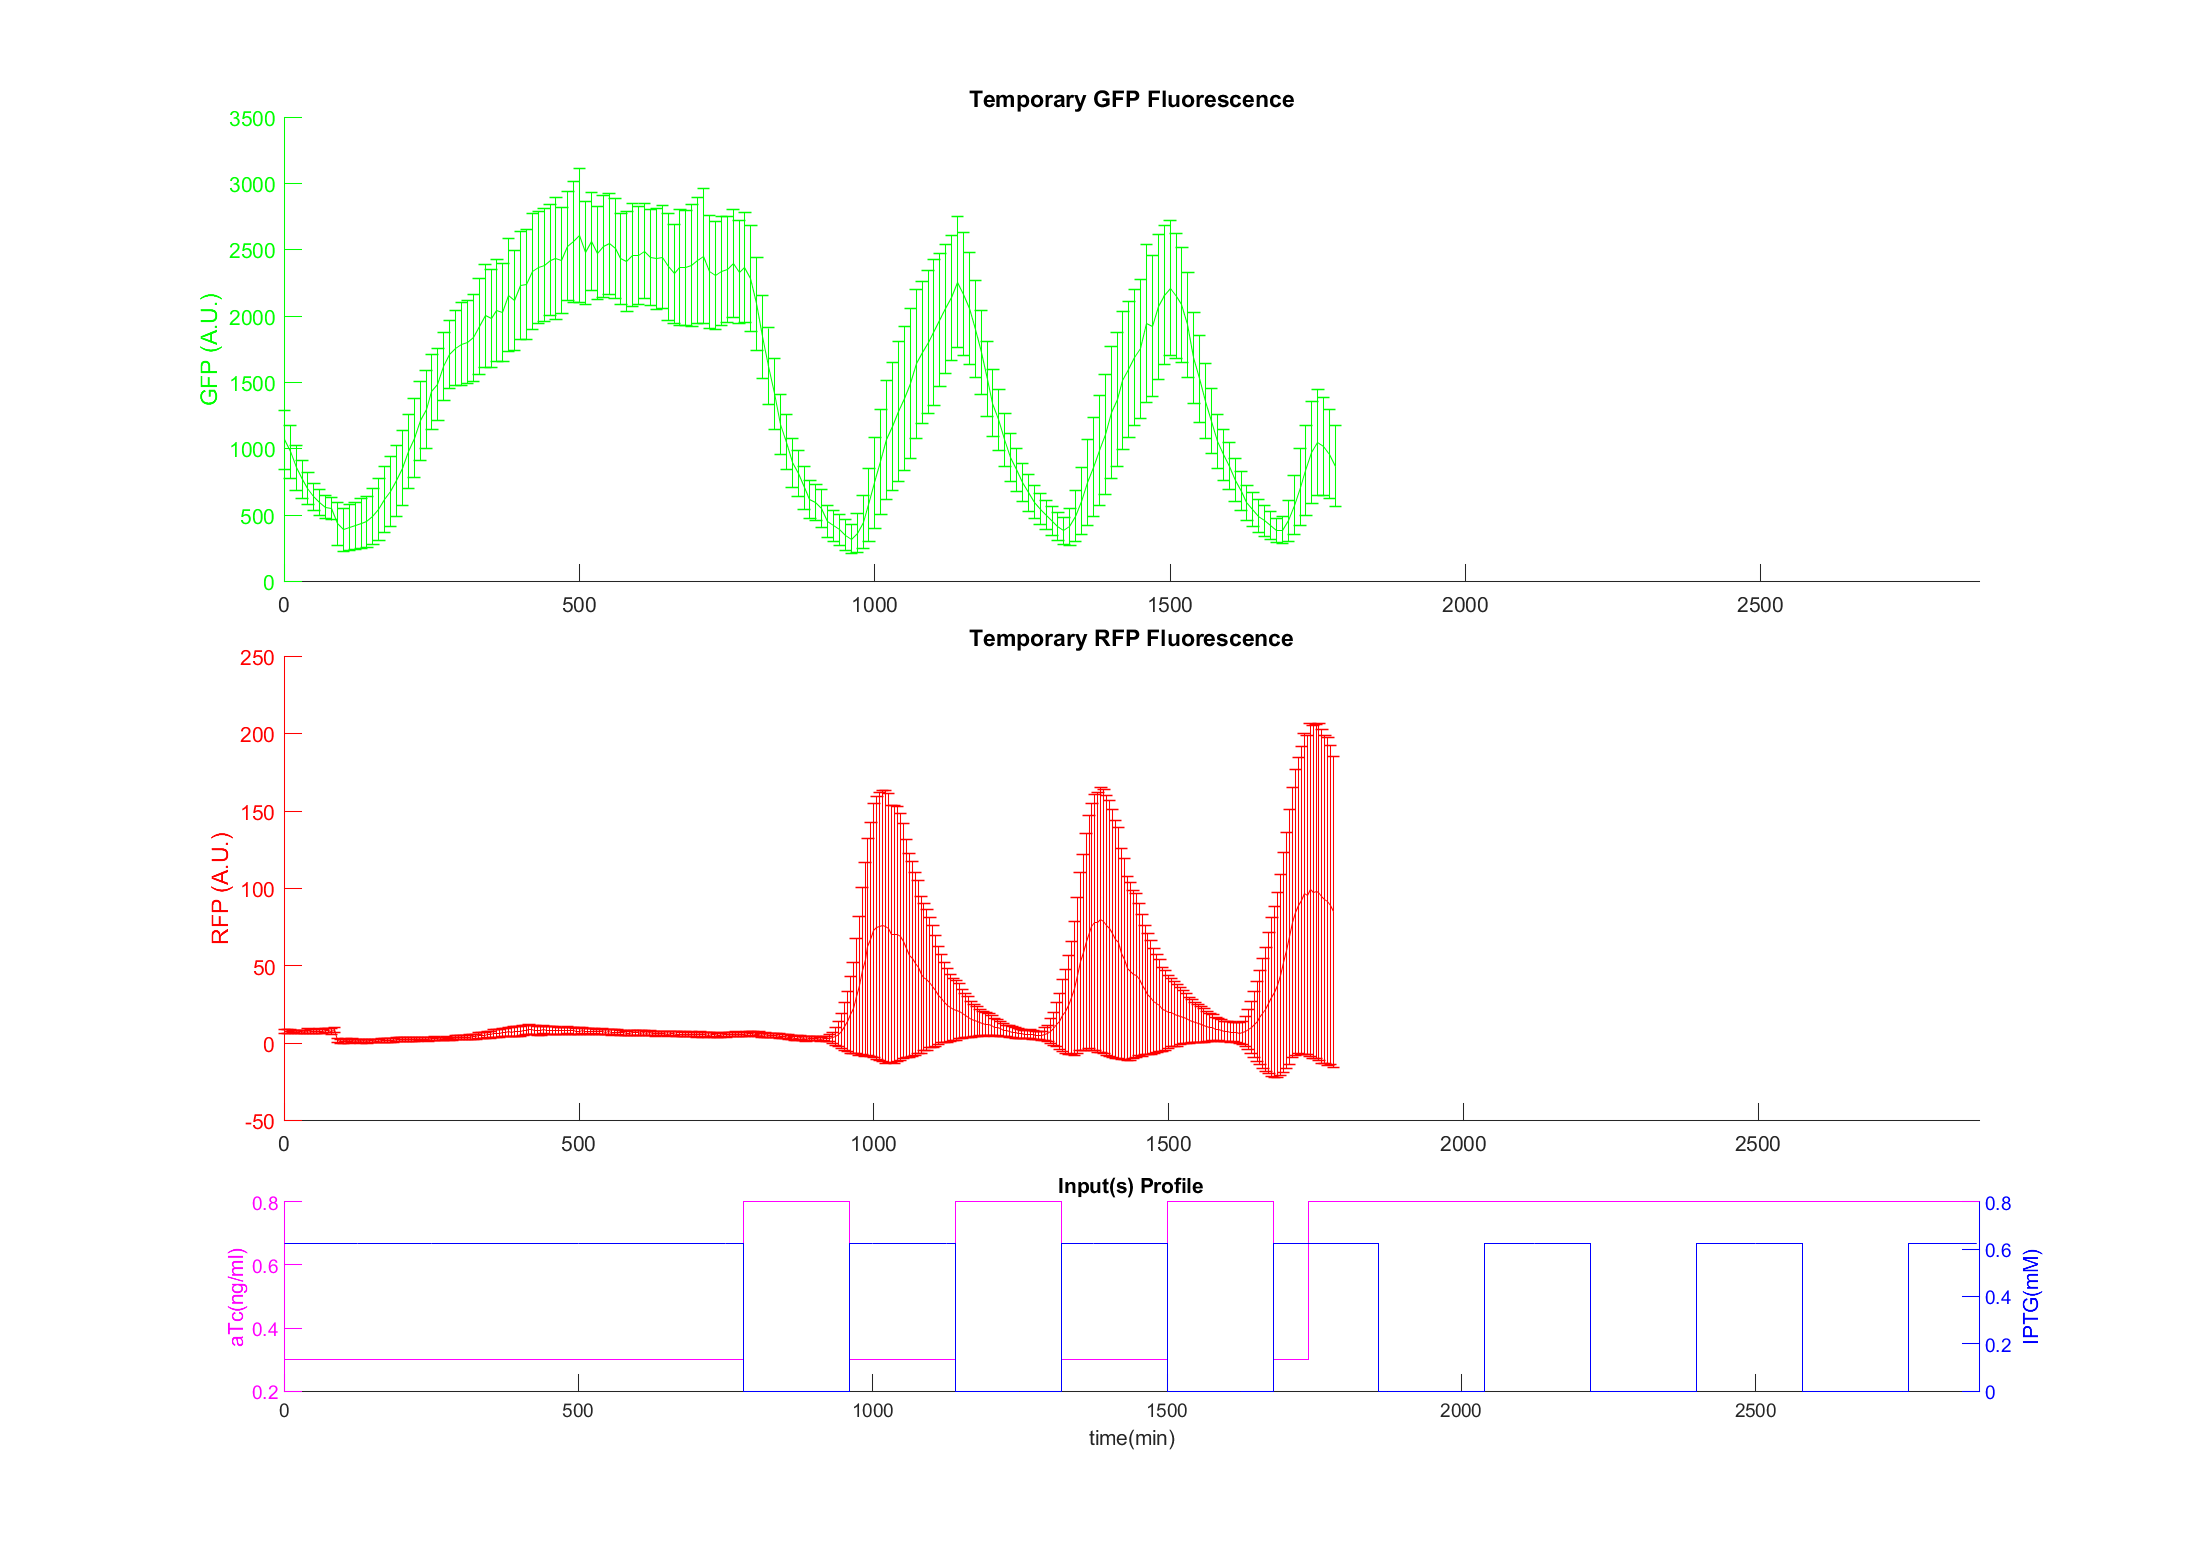 Temporary GFP Fluorescence
3500
3000
2500
2000
1500
1000
500
0
GFP (A.U.)
0 500 1000 1500 2000 2500
Temporary RFP Fluorescence
250
200
150
100
50
0
-50
RFP (A.U.)
0 500 1000 1500 2000 2500
Input(s) Profile
0.8
0.6
0.4
0.2
aTc(ng/ml)
0.8
0.6
0.4
0.2
0
IPTG(mM)
0 500 1000 1500 2000 2500
time(min)